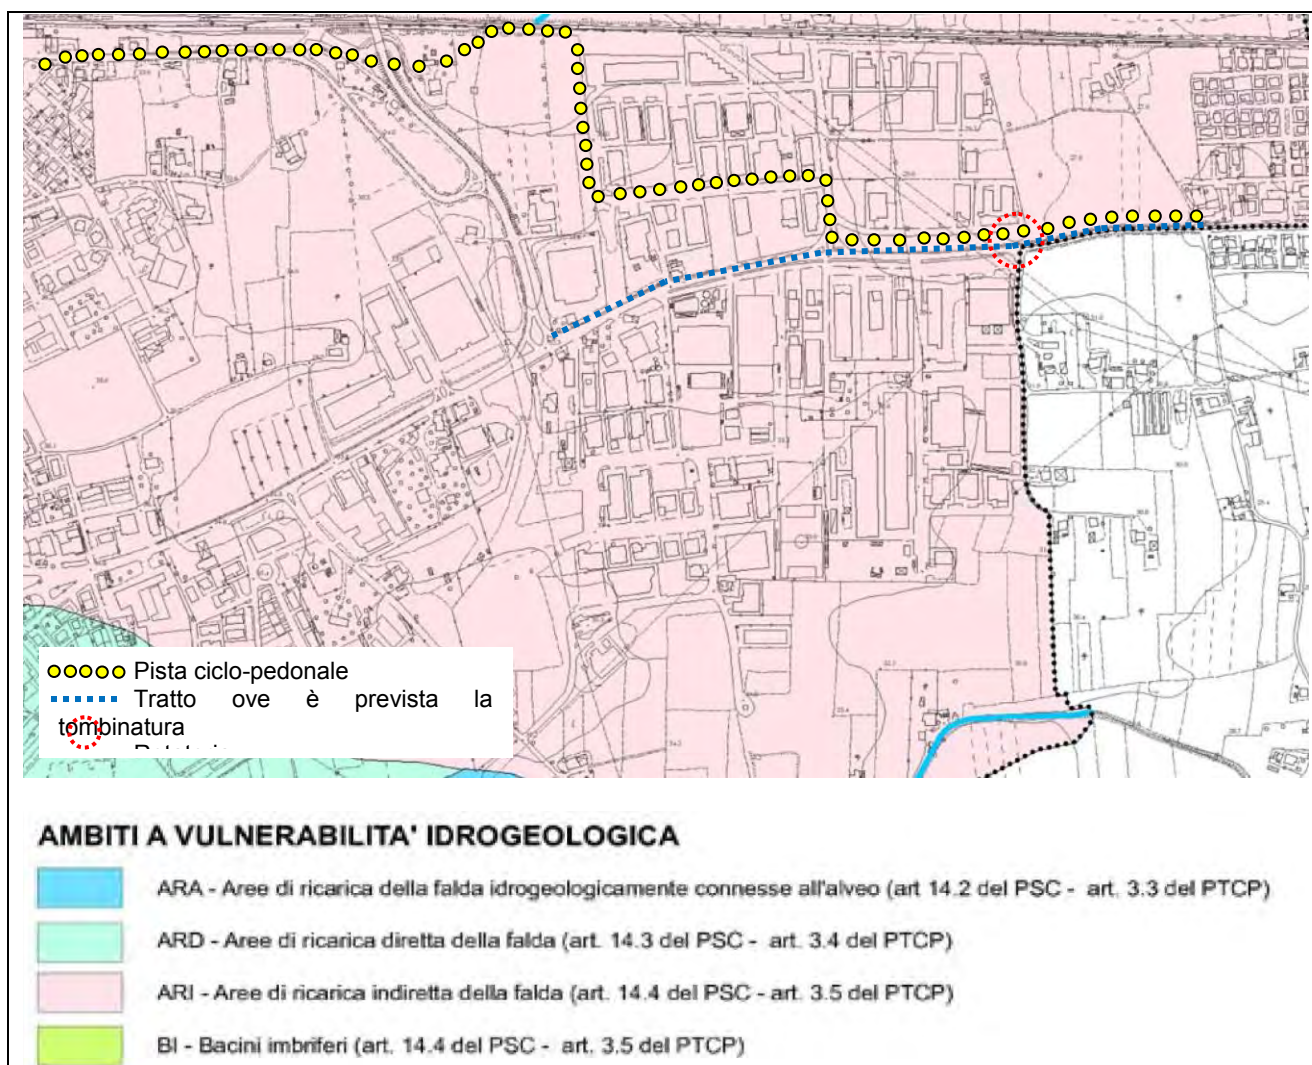 Pista ciclo-pedonale
Tratto ove è prevista la
tombinatura
AMBITI A VULNERABILITA' IDROGEOLOGICA
ARA - Aree di ricarica della falda idrogeologicamente connesse all'alveo (art 14.2 del PSC - art. 3.3 del PTCP)
ARD - Aree di ricarica diretta della falda (art. 14.3 del PSC - art. 3.4 del PTCP)
ARI - Aree di ricarica indiretta della falda (art. 14.4 del PSC - art. 3.5 del PTCP)
BI - Bacini imbriferi (art. 14.4 del PSC - art. 3.5 del PTCP)